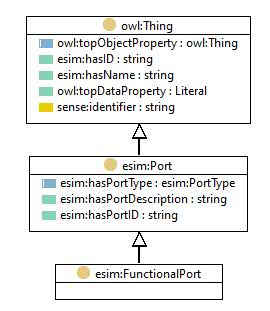 owl:Thing
owl:topObjectProperty : owl:Thing
esim:hasID : string
esim:hasName : string
owl:topDataProperty : Literal
sense:identifier : string
esim:Port
esim:hasPortType : esim:PortType
esim:hasPortDescription : string
esim:hasPortID : string
esim:FunctionalPort